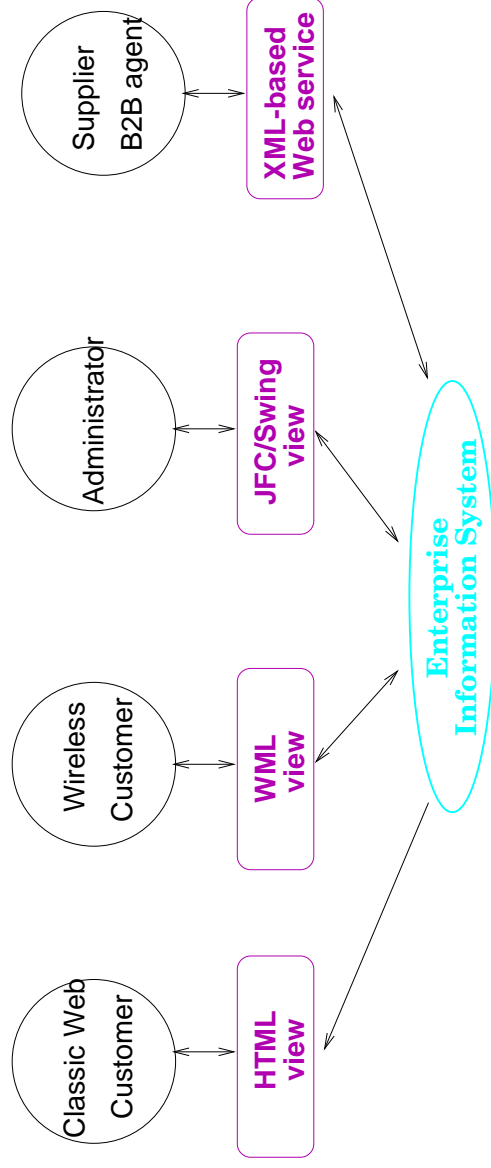 Classic Web
Customer
Wireless
Customer
Administrator
Supplier
B2B agent
HTML
view
WML
view
JFC/Swing
view
XML-based
Web service
Enterprise
Information System